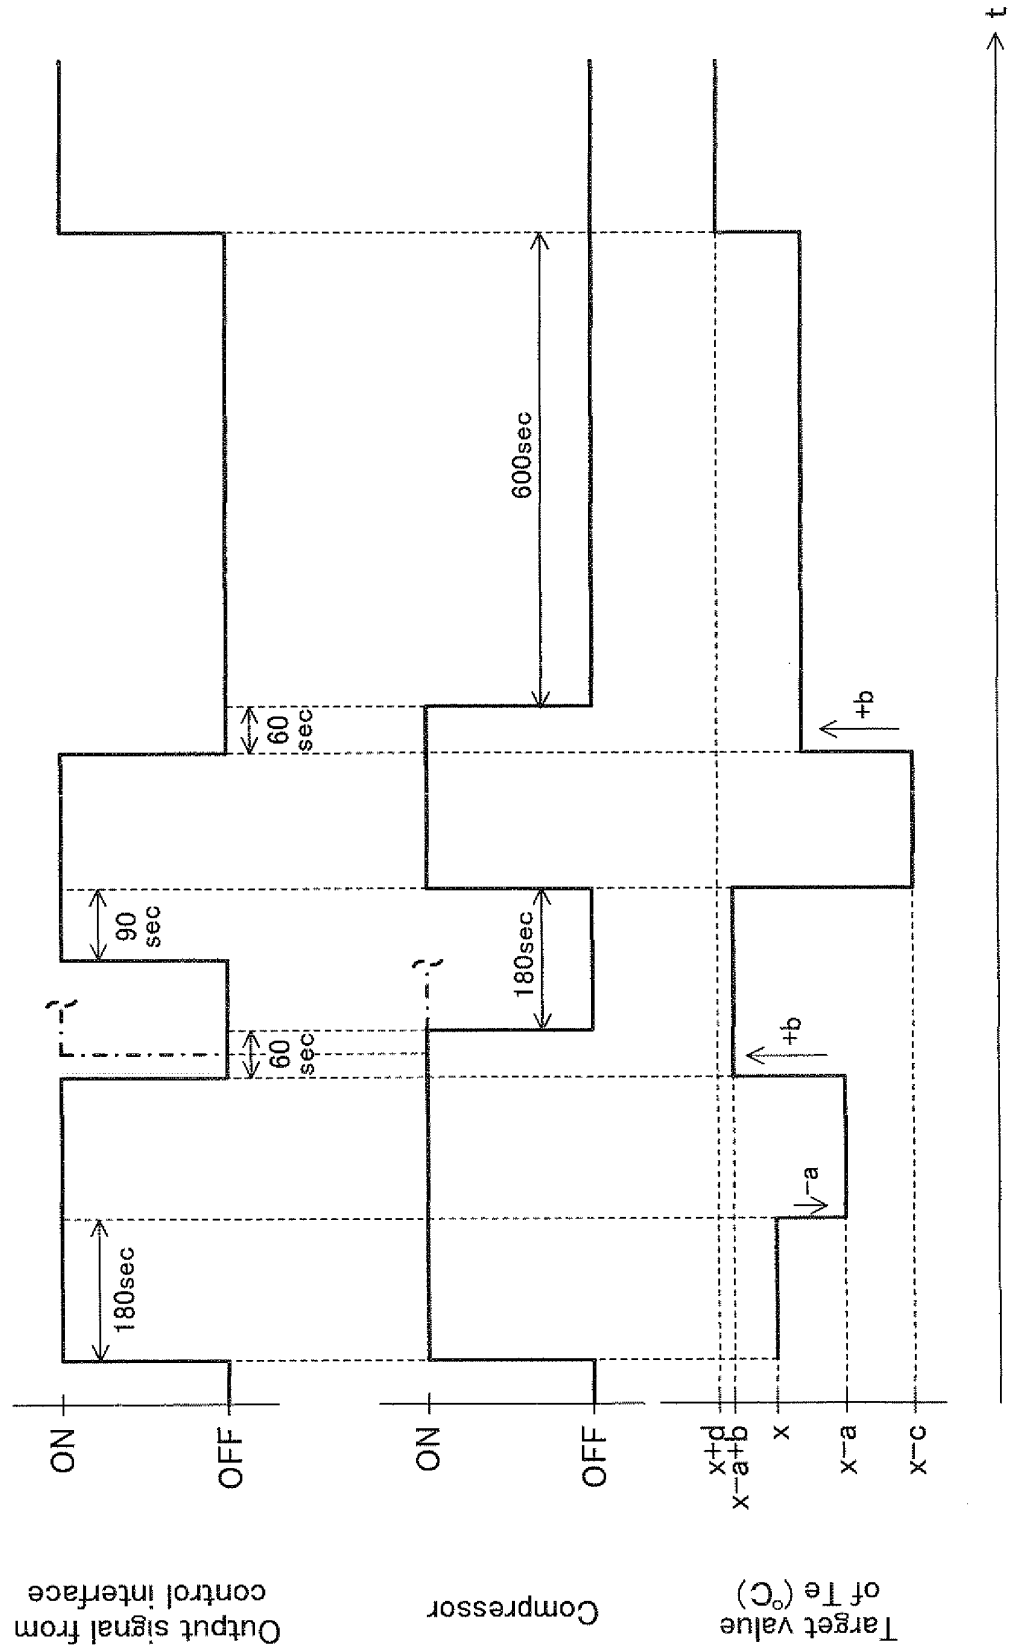 Output signal from
control interface
ON
OFF
180sec
60
sec
90
sec
60
sec
Compressor
ON
OFF
180sec
600sec
Target value
of Te (°C)
x+d
x-a+b
x
x-a
x-c
-a
+b
+b
t